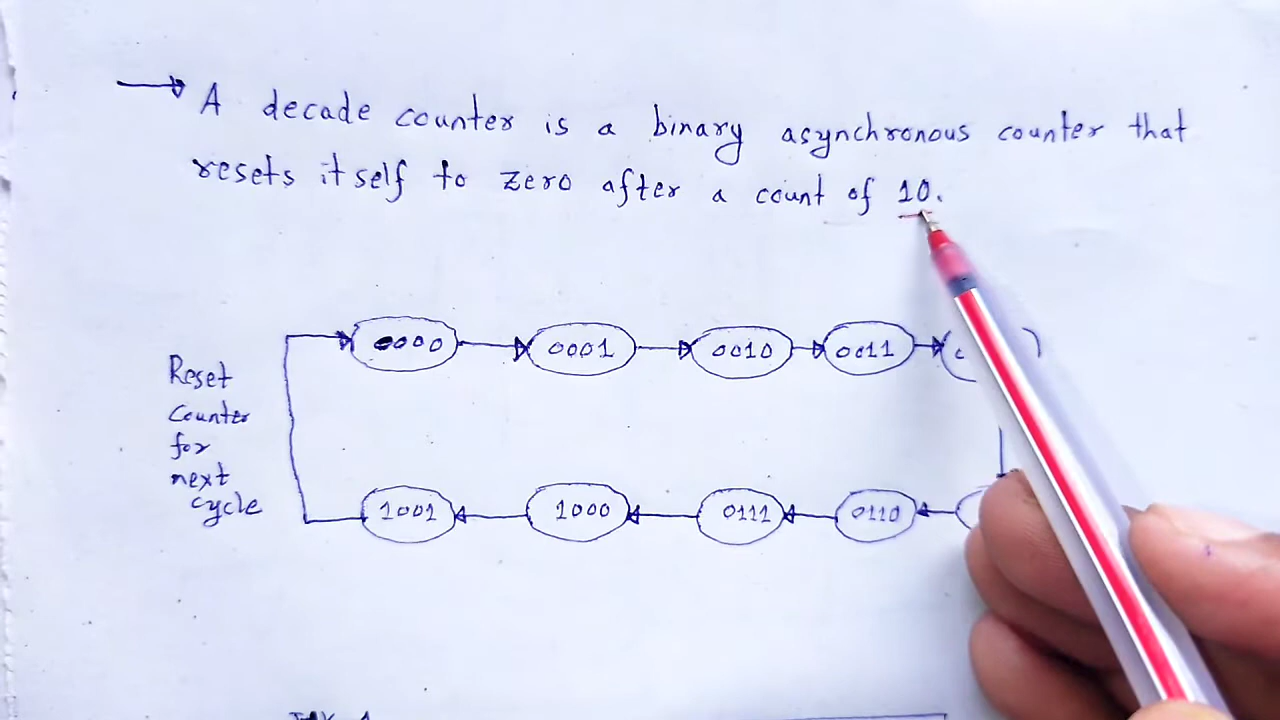 A decade counter is a binary asynchronous counter that
resets itself to zero after a count of 10.
0000 0001 0010 0011
Reset
Counter
for
next
cycle
1001 1000 0111 0110